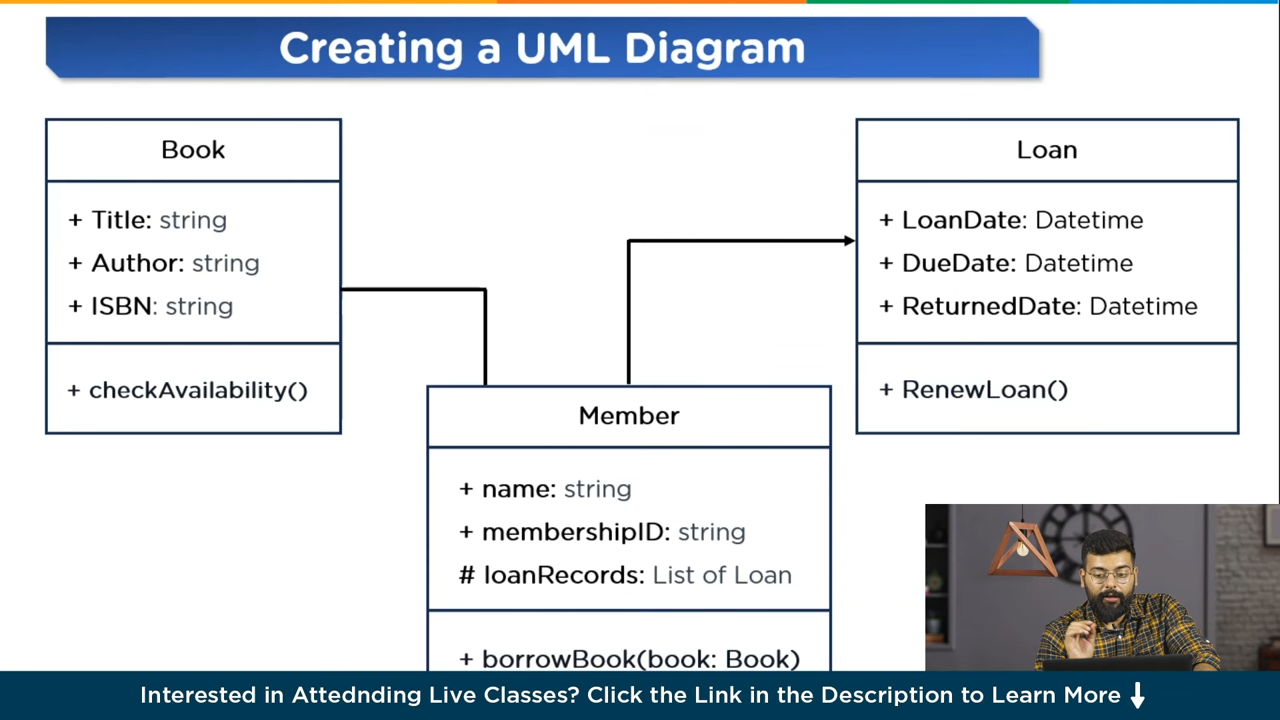 Creating a UML Diagram
Book
+ Title: string
+ Author: string
+ ISBN: string
+ checkAvailability()
Loan
+ LoanDate: Datetime
+ DueDate: Datetime
+ ReturnedDate: Datetime
+ RenewLoan()
Member
+ name: string
+ membershipID: string
# loanRecords: List of Loan
+ borrowBook(book: Book)
Interested in Attednding Live Classes? Click the Link in the Description to Learn More